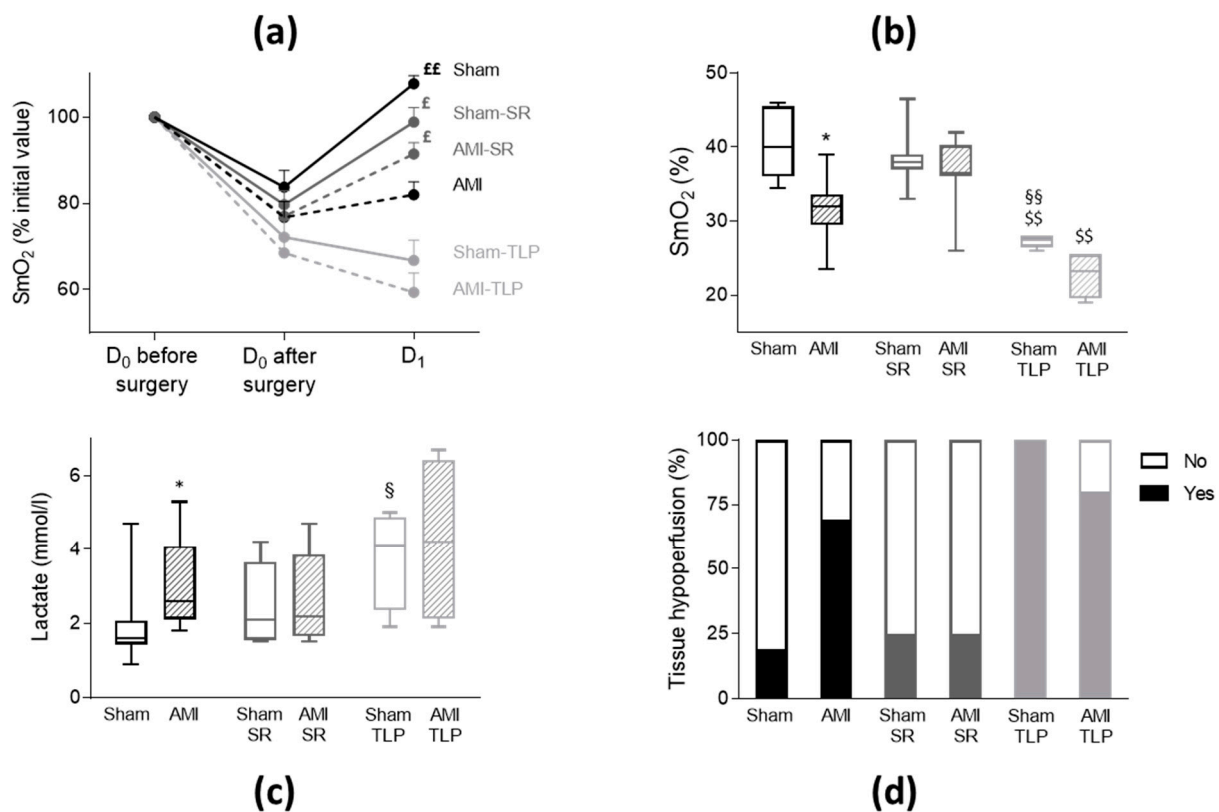 (a)
SmO2 (% initial value)
100
80
60
££ Sham
£ Sham-SR
£ AMI-SR
AMI
Sham-TLP
AMI-TLP
D0 before surgery
D0 after surgery
D1
(b)
SmO2 (%)
50
40
30
20
*
§§
$$
$$
Sham
AMI
Sham SR
AMI SR
Sham TLP
AMI TLP
Lactate (mmol/l)
6
4
2
0
*
§
Sham
AMI
Sham SR
AMI SR
Sham TLP
AMI TLP
(c)
Tissue hypoperfusion (%)
100
75
50
25
0
No
Yes
Sham
AMI
Sham SR
AMI SR
Sham TLP
AMI TLP
(d)